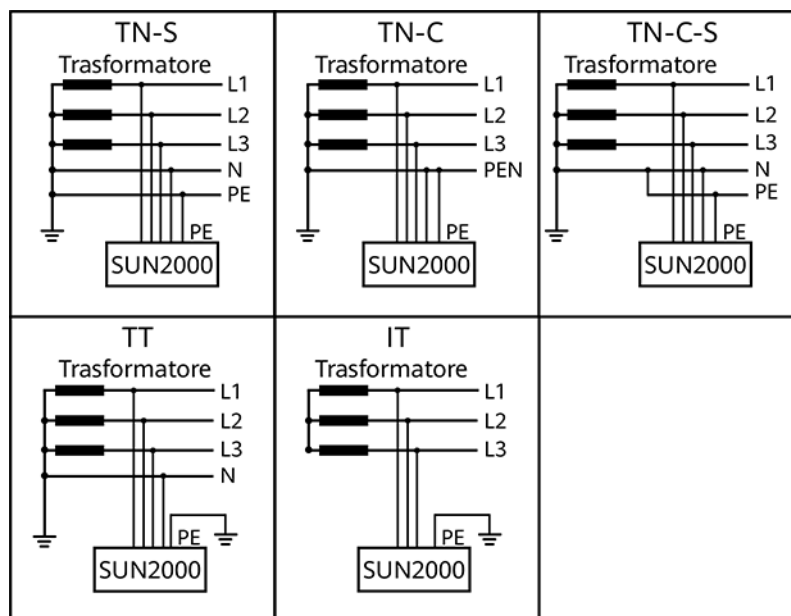 TN-S
Trasformatore
L1
L2
L3
N
PE
PE
SUN2000
TN-C
Trasformatore
L1
L2
L3
PEN
PE
SUN2000
TN-C-S
Trasformatore
L1
L2
L3
N
PE
PE
SUN2000
TT
Trasformatore
L1
L2
L3
N
PE
SUN2000
IT
Trasformatore
L1
L2
L3
PE
SUN2000